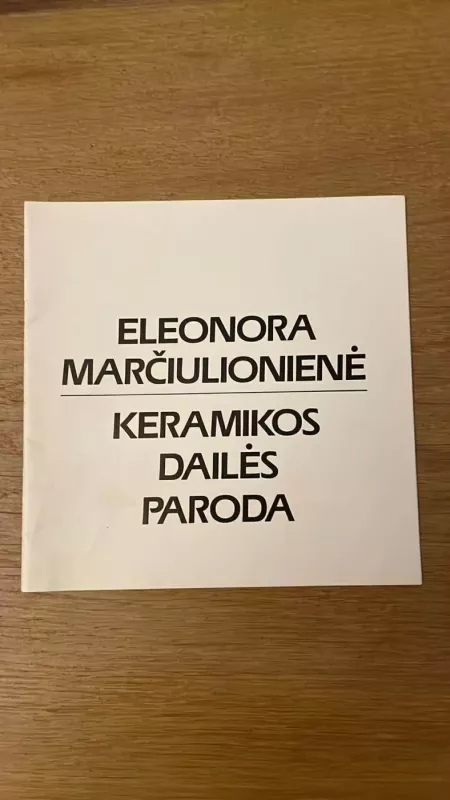 ELEONORA
MARČIULIONIENĖ
KERAMIKOS
DAILĖS
PARODA